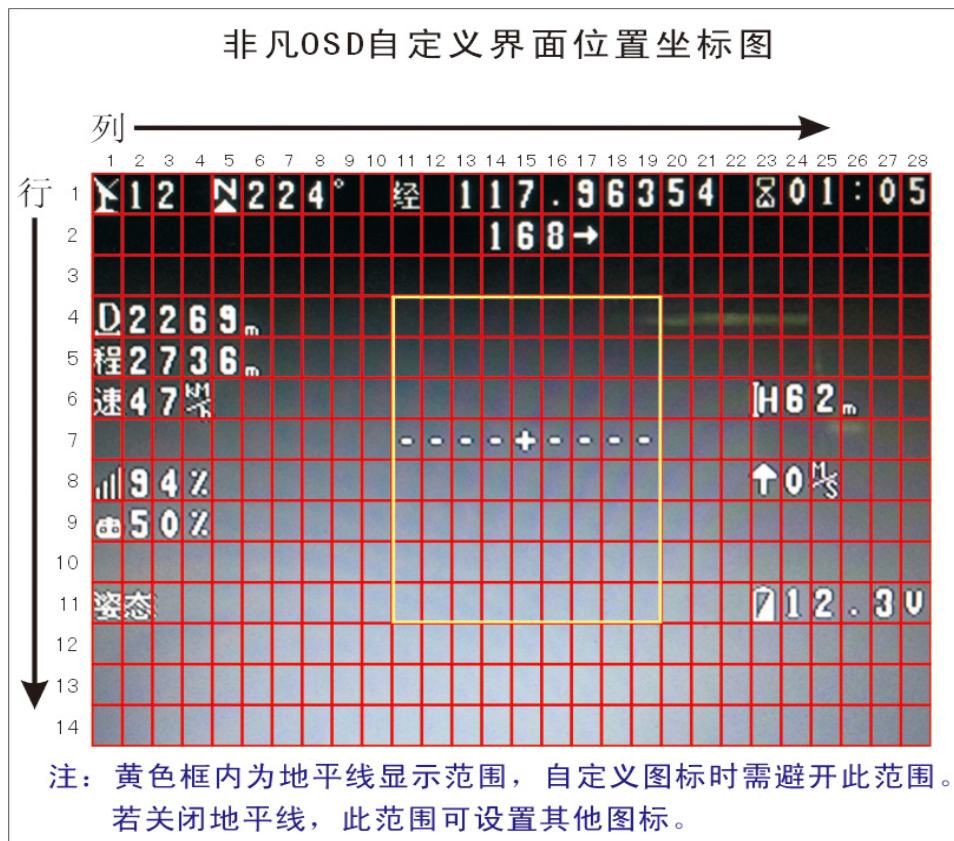 非凡OSD自定义界面位置坐标图
列
1 2 3 4 5 6 7 8 9 10 11 12 13 14 15 16 17 18 19 20 21 22 23 24 25 26 27 28
行
1 12 N 224° 经 117.96354 01:05
2 168→
3
4 D2269m
5 程2736m
6 速47KM/h H62m
7 ----+----
8 94% ↑0M/S
9 50%
10
11 姿态 12.3V
12
13
14
注: 黄色框内为地平线显示范围, 自定义图标时需避开此范围。
若关闭地平线, 此范围可设置其他图标。